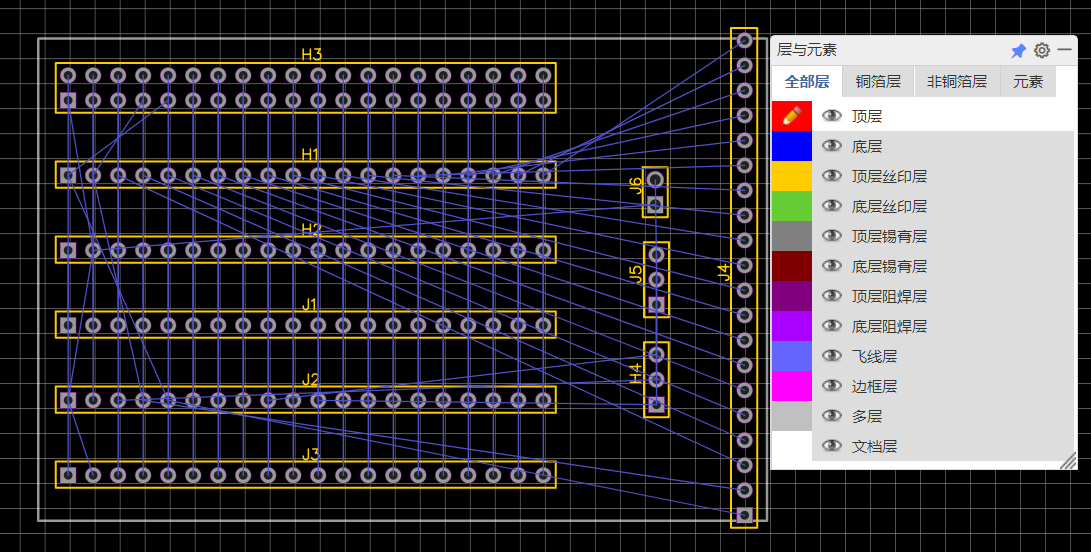 H3
H1
H2
J1
J2
J3
J6
J5
H4
J4
层与元素
全部层 铜箔层 非铜箔层 元素
顶层
底层
顶层丝印层
底层丝印层
顶层锡膏层
底层锡膏层
顶层阻焊层
底层阻焊层
飞线层
边框层
多层
文档层